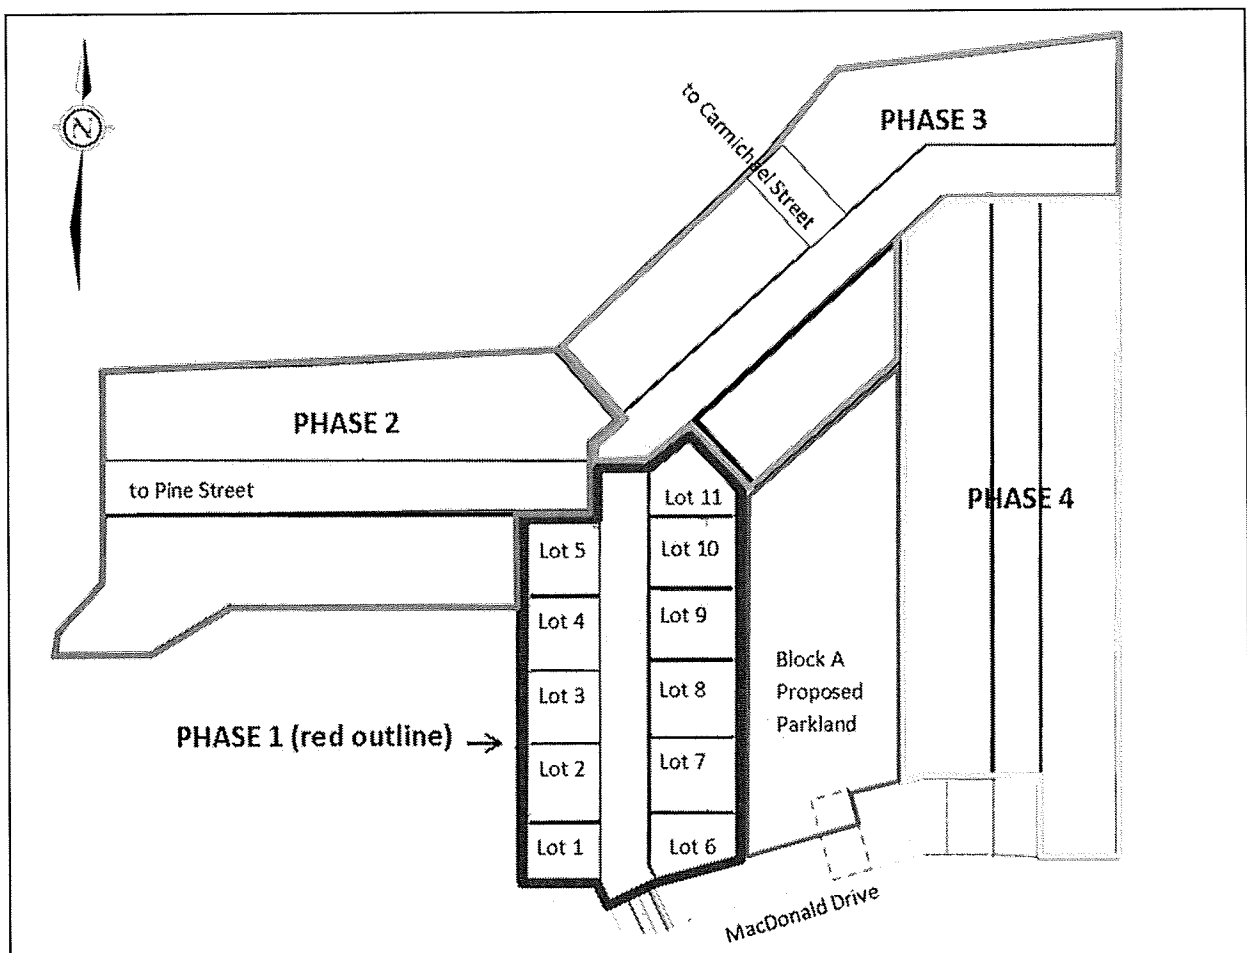 N
to Carmichael Street
PHASE 3
PHASE 2
to Pine Street
PHASE 4
Lot 11
Lot 5
Lot 10
Lot 4
Lot 9
Block A
Proposed
Parkland
Lot 3
Lot 8
PHASE 1 (red outline)
Lot 2
Lot 7
Lot 1
Lot 6
MacDonald Drive